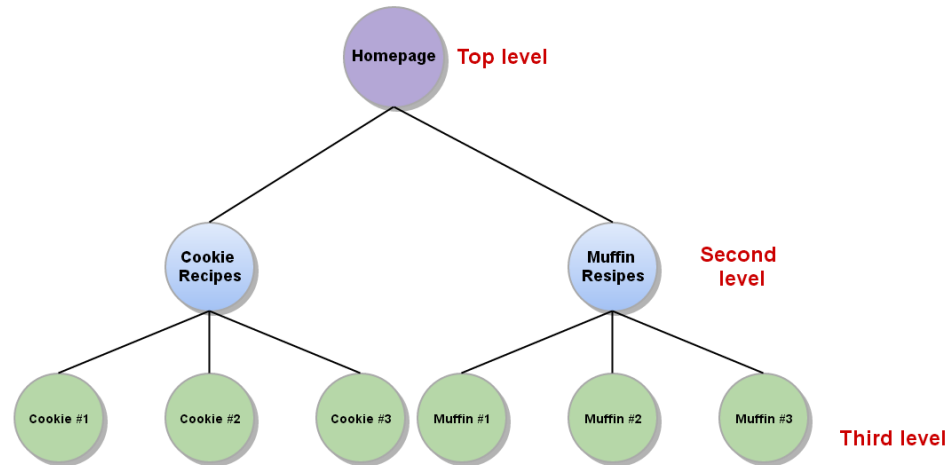 Homepage
Top level
Cookie
Recipes
Muffin
Resipes
Second
level
Cookie #1
Cookie #2
Cookie #3
Muffin #1
Muffin #2
Muffin #3
Third level